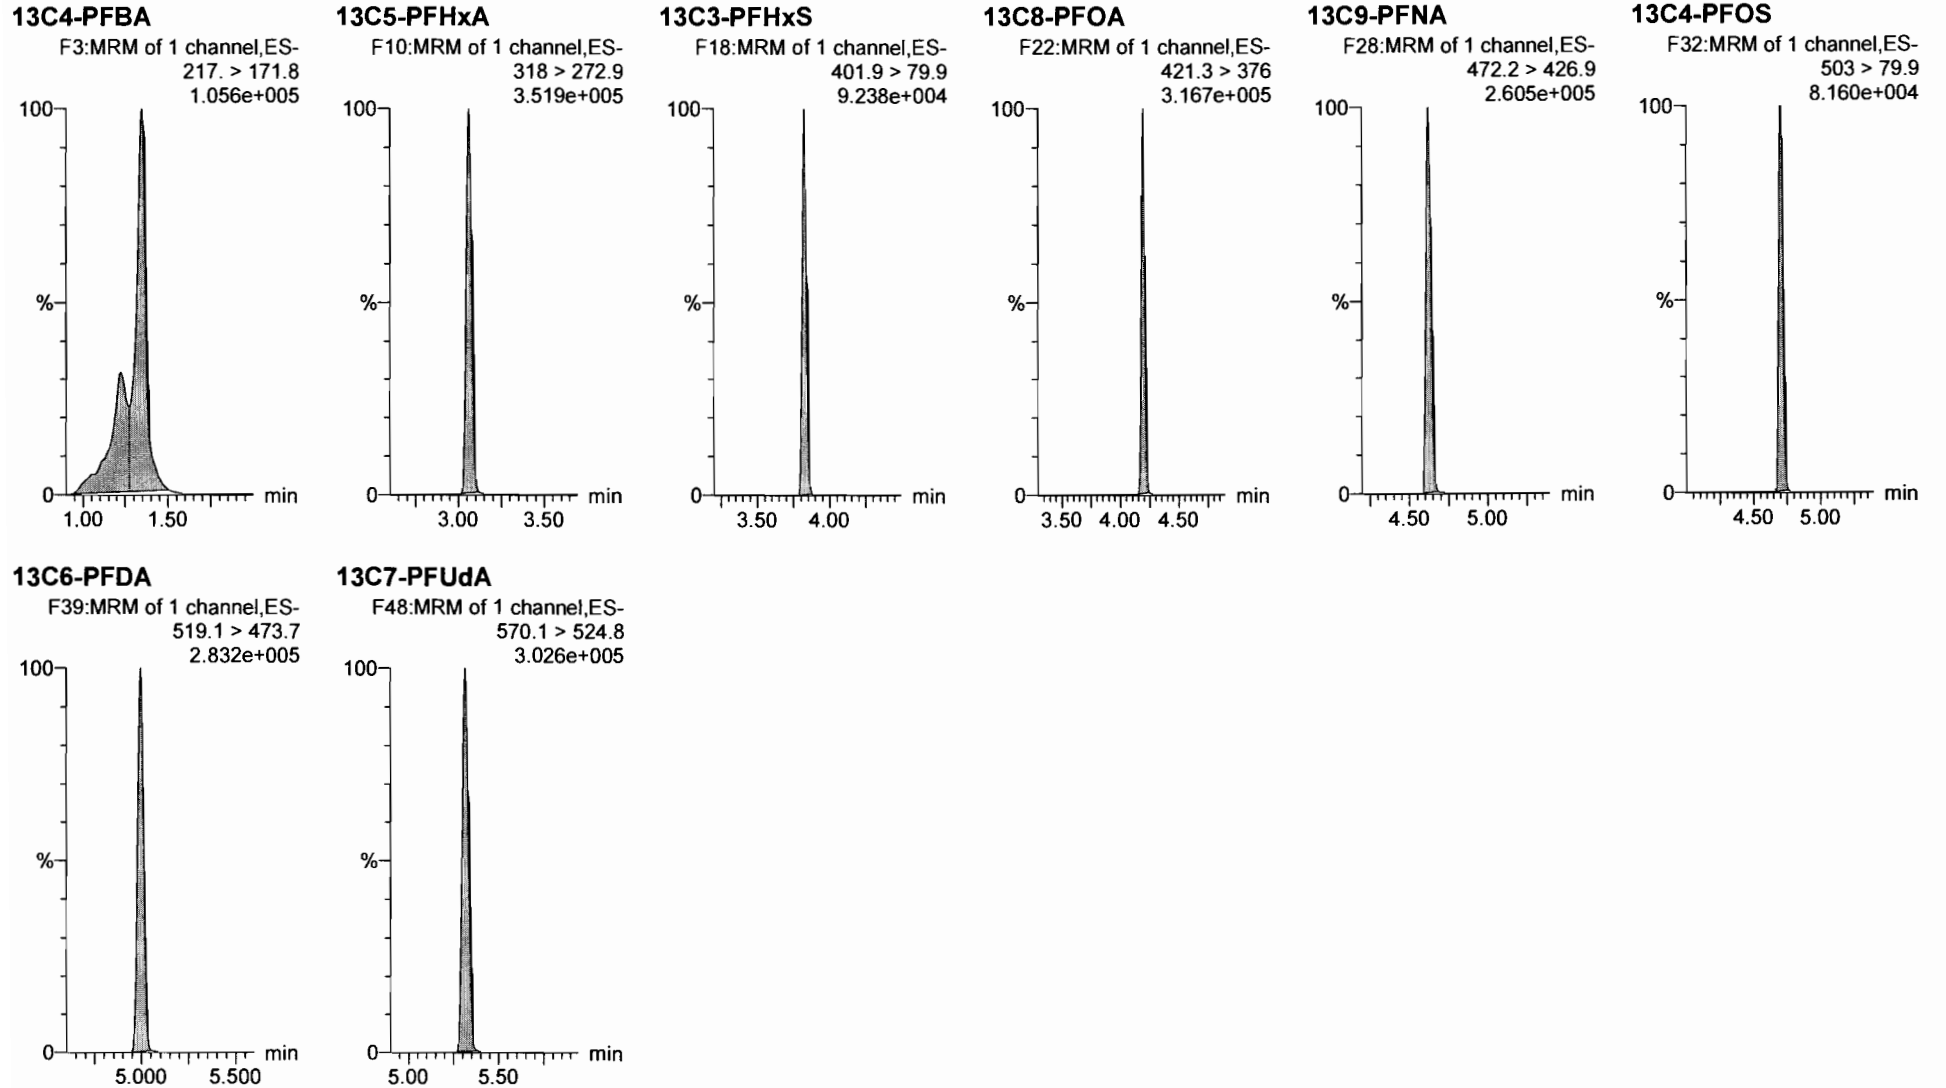 13C4-PFBA
F3:MRM of 1 channel,ES-
217. > 171.8
1.056e+005
100
%
0
min
1.00 1.50
13C5-PFHxA
F10:MRM of 1 channel,ES-
318 > 272.9
3.519e+005
100
%
0
min
3.00 3.50
13C3-PFHxS
F18:MRM of 1 channel,ES-
401.9 > 79.9
9.238e+004
100
%
0
min
3.50 4.00
13C8-PFOA
F22:MRM of 1 channel,ES-
421.3 > 376
3.167e+005
100
%
0
min
3.50 4.00 4.50
13C9-PFNA
F28:MRM of 1 channel,ES-
472.2 > 426.9
2.605e+005
100
%
0
min
4.50 5.00
13C4-PFOS
F32:MRM of 1 channel,ES-
503 > 79.9
8.160e+004
100
%
0
min
4.50 5.00
13C6-PFDA
F39:MRM of 1 channel,ES-
519.1 > 473.7
2.832e+005
100
%
0
min
5.000 5.500
13C7-PFUdA
F48:MRM of 1 channel,ES-
570.1 > 524.8
3.026e+005
100
%
0
min
5.00 5.50